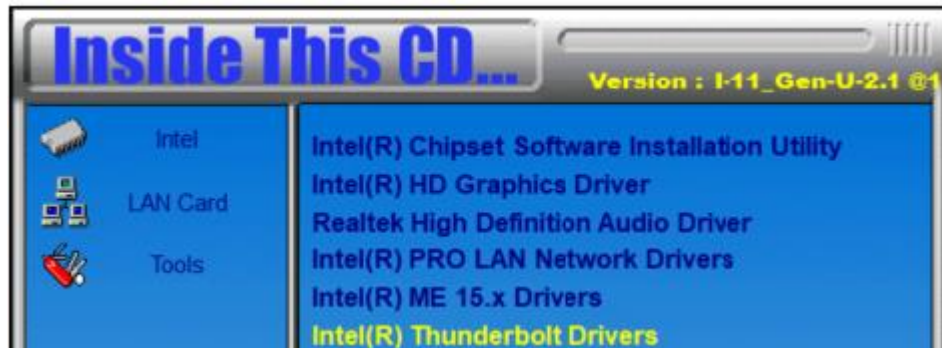 Inside This CD...
Version : I-11_Gen-U-2.1 @1
Intel
LAN Card
Tools
Intel(R) Chipset Software Installation Utility
Intel(R) HD Graphics Driver
Realtek High Definition Audio Driver
Intel(R) PRO LAN Network Drivers
Intel(R) ME 15.x Drivers
Intel(R) Thunderbolt Drivers